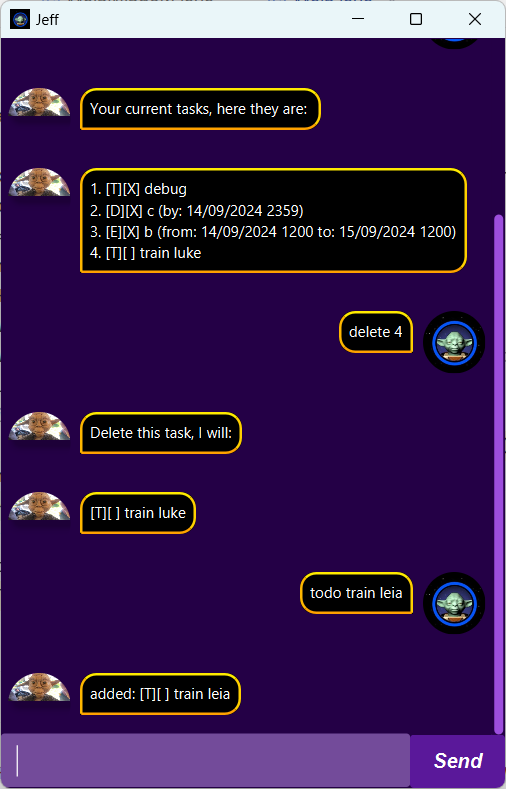 Jeff
Your current tasks, here they are:
1. [T][X] debug
2. [D][X] c (by: 14/09/2024 2359)
3. [E][X] b (from: 14/09/2024 1200 to: 15/09/2024 1200)
4. [T][ ] train luke
delete 4
Delete this task, I will:
[T][ ] train luke
todo train leia
added: [T][ ] train leia
Send